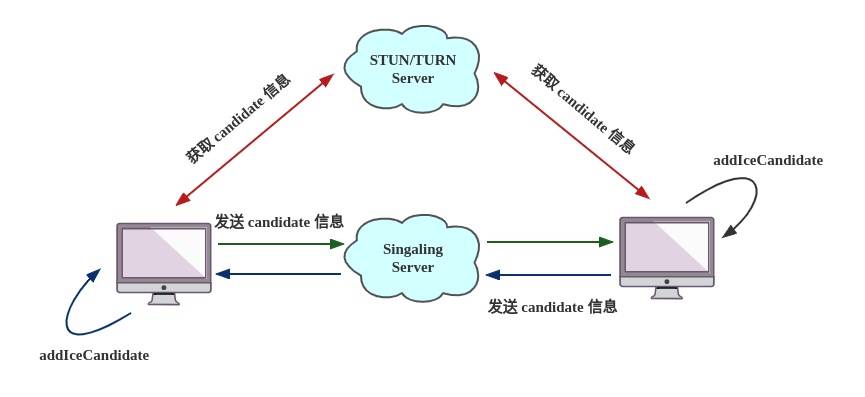 STUN/TURN
Server
获取 candidate 信息
获取 candidate 信息
addIceCandidate
发送 candidate 信息
Singaling
Server
发送 candidate 信息
addIceCandidate